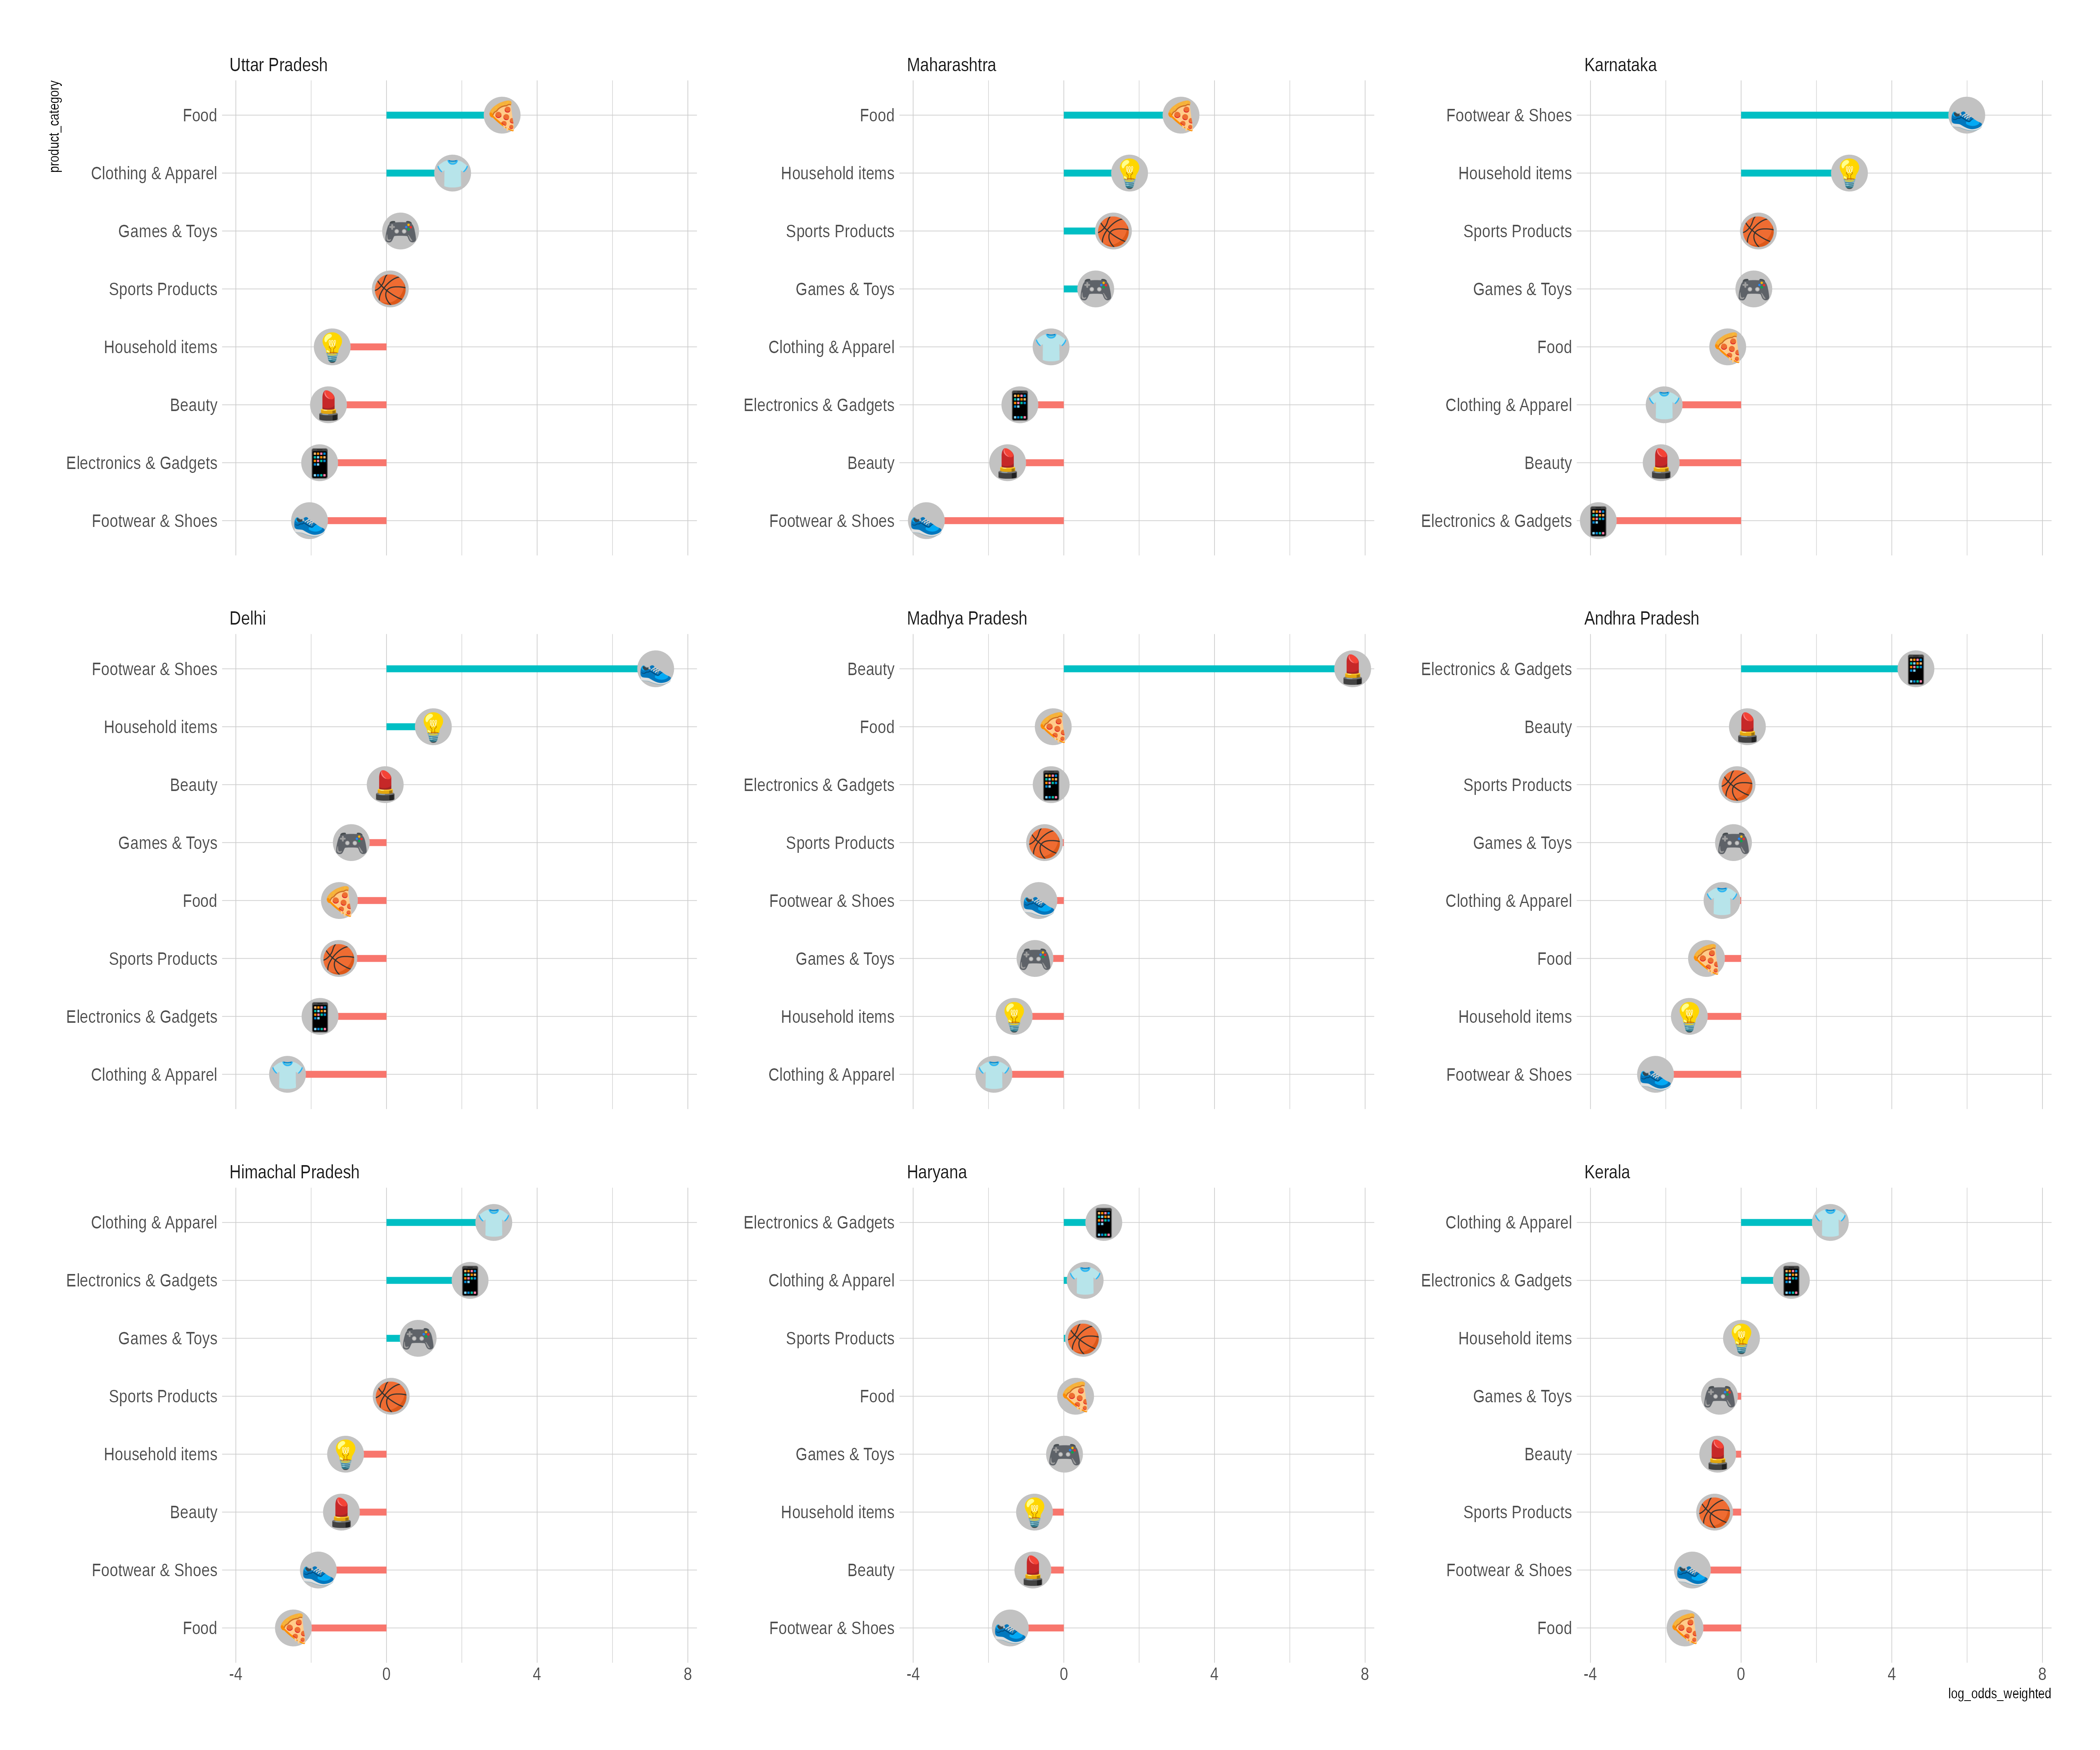 product_category
Uttar Pradesh
Food
Clothing & Apparel
Games & Toys
Sports Products
Household items
Beauty
Electronics & Gadgets
Footwear & Shoes
Maharashtra
Food
Household items
Sports Products
Games & Toys
Clothing & Apparel
Electronics & Gadgets
Beauty
Footwear & Shoes
Karnataka
Footwear & Shoes
Household items
Sports Products
Games & Toys
Food
Clothing & Apparel
Beauty
Electronics & Gadgets
Delhi
Footwear & Shoes
Household items
Beauty
Games & Toys
Food
Sports Products
Electronics & Gadgets
Clothing & Apparel
Madhya Pradesh
Beauty
Food
Electronics & Gadgets
Sports Products
Footwear & Shoes
Games & Toys
Household items
Clothing & Apparel
Andhra Pradesh
Electronics & Gadgets
Beauty
Sports Products
Games & Toys
Clothing & Apparel
Food
Household items
Footwear & Shoes
Himachal Pradesh
Clothing & Apparel
Electronics & Gadgets
Games & Toys
Sports Products
Household items
Beauty
Footwear & Shoes
Food
-4 0 4 8
Haryana
Electronics & Gadgets
Clothing & Apparel
Sports Products
Food
Games & Toys
Household items
Beauty
Footwear & Shoes
-4 0 4 8
Kerala
Clothing & Apparel
Electronics & Gadgets
Household items
Games & Toys
Beauty
Sports Products
Footwear & Shoes
Food
-4 0 4 8
log_odds_weighted